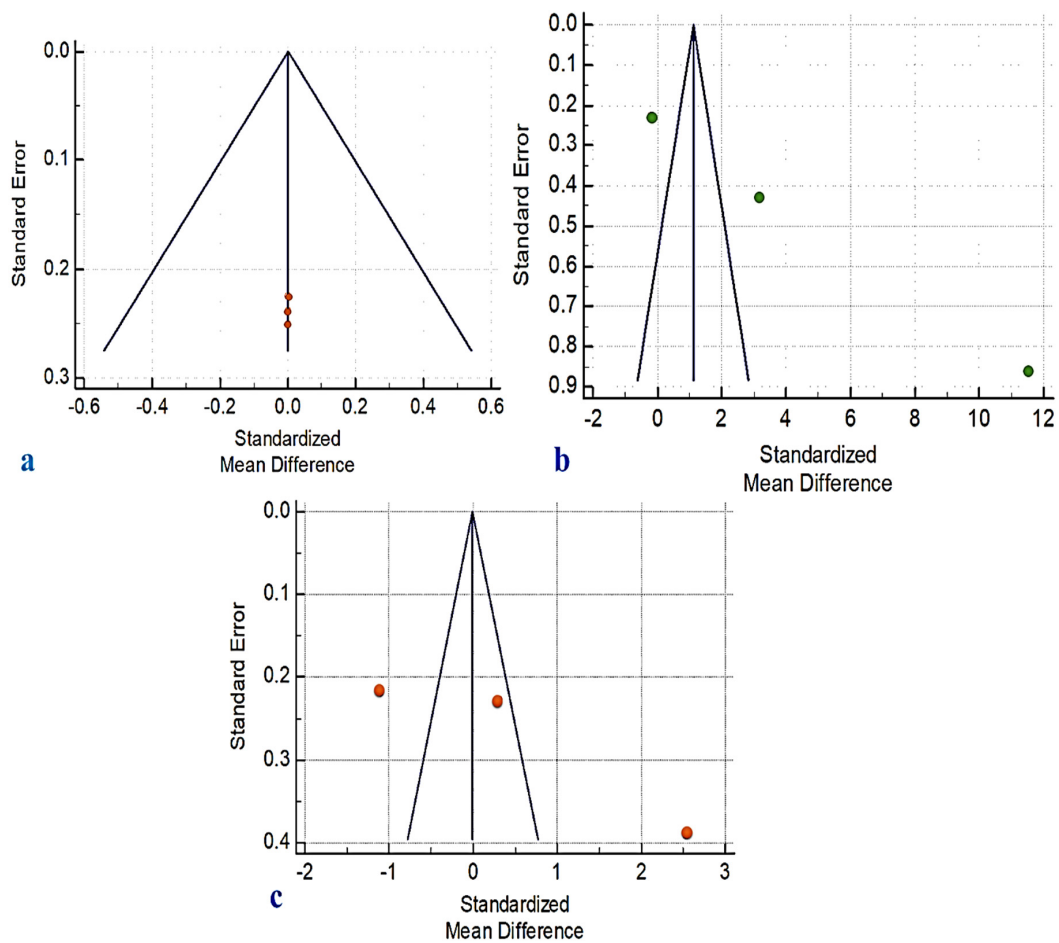 0.0
0.1
0.2
0.3
Standard Error
-0.6 -0.4 -0.2 0.0 0.2 0.4 0.6
Standardized
Mean Difference
a
0.0
0.1
0.2
0.3
0.4
0.5
0.6
0.7
0.8
0.9
Standard Error
-2 0 2 4 6 8 10 12
Standardized
Mean Difference
b
0.0
0.1
0.2
0.3
0.4
Standard Error
-2 -1 0 1 2 3
Standardized
Mean Difference
c